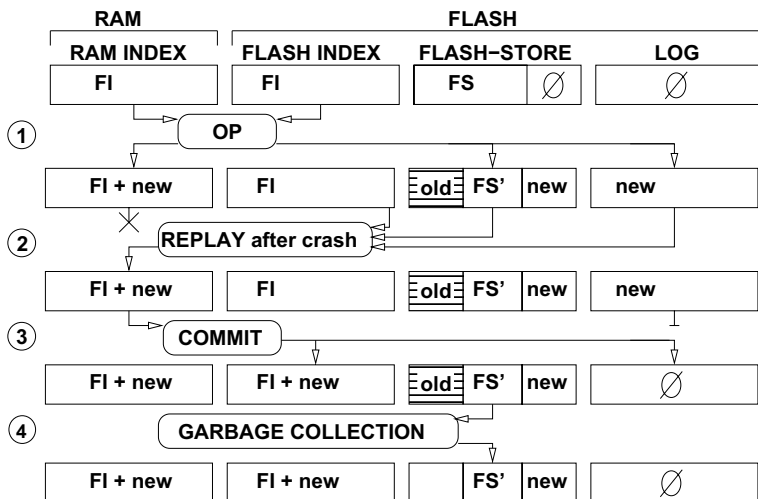 RAM FLASH
RAM INDEX FLASH INDEX FLASH−STORE LOG
FI FI FS ∅ ∅
1 OP
FI + new FI old FS' new new
2 REPLAY after crash
FI + new FI old FS' new new
3 COMMIT
FI + new FI + new old FS' new ∅
4 GARBAGE COLLECTION
FI + new FI + new FS' new ∅